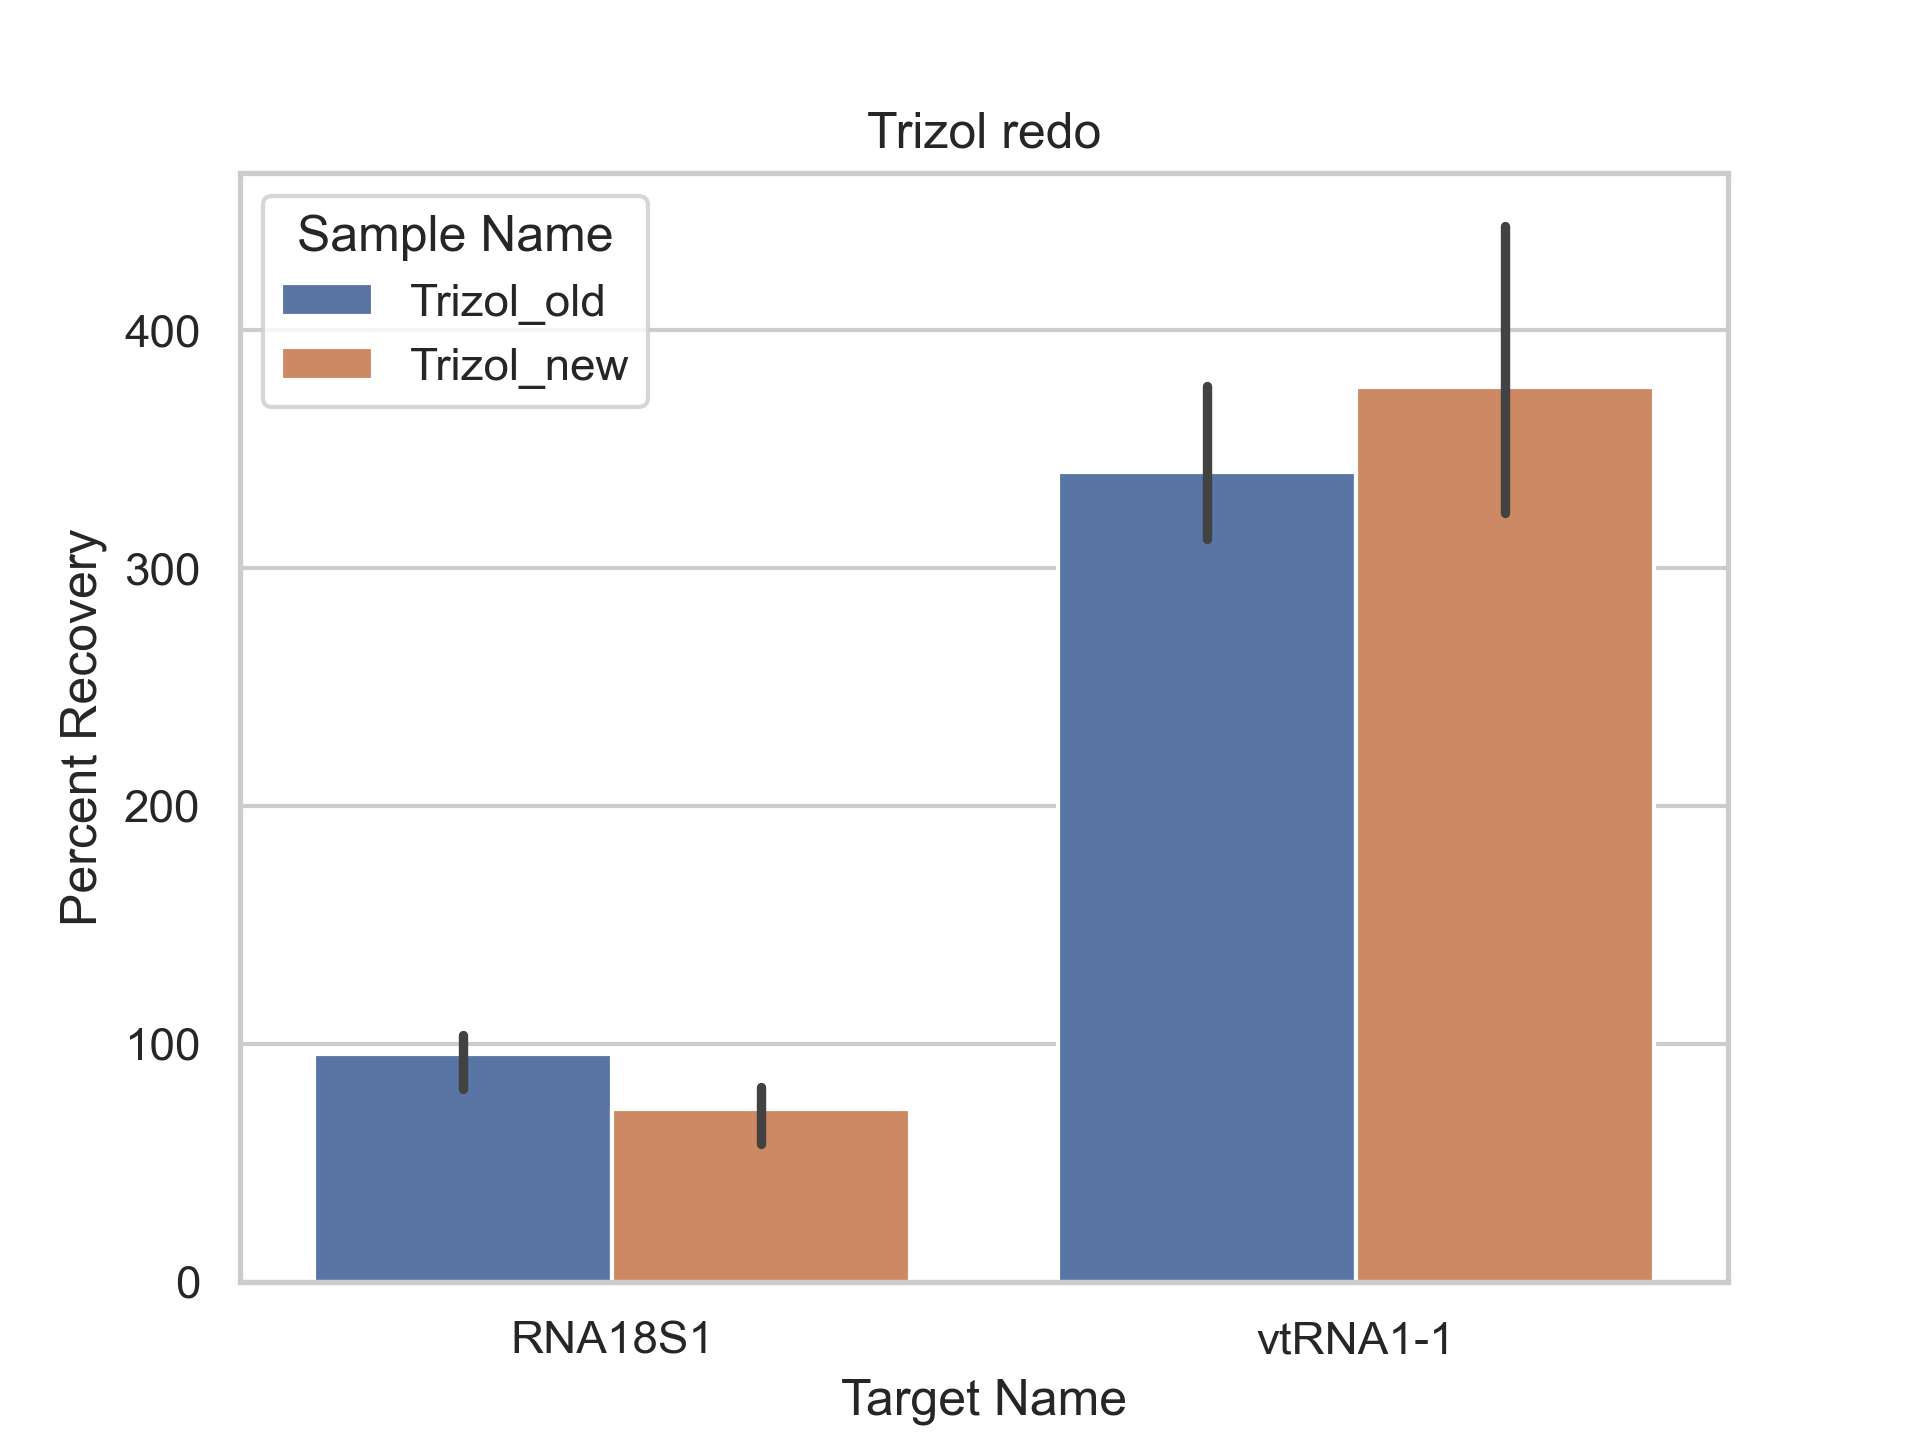 Trizol redo
Sample Name
Trizol_old
Trizol_new
Percent Recovery
400
300
200
100
0
RNA18S1
vtRNA1-1
Target Name